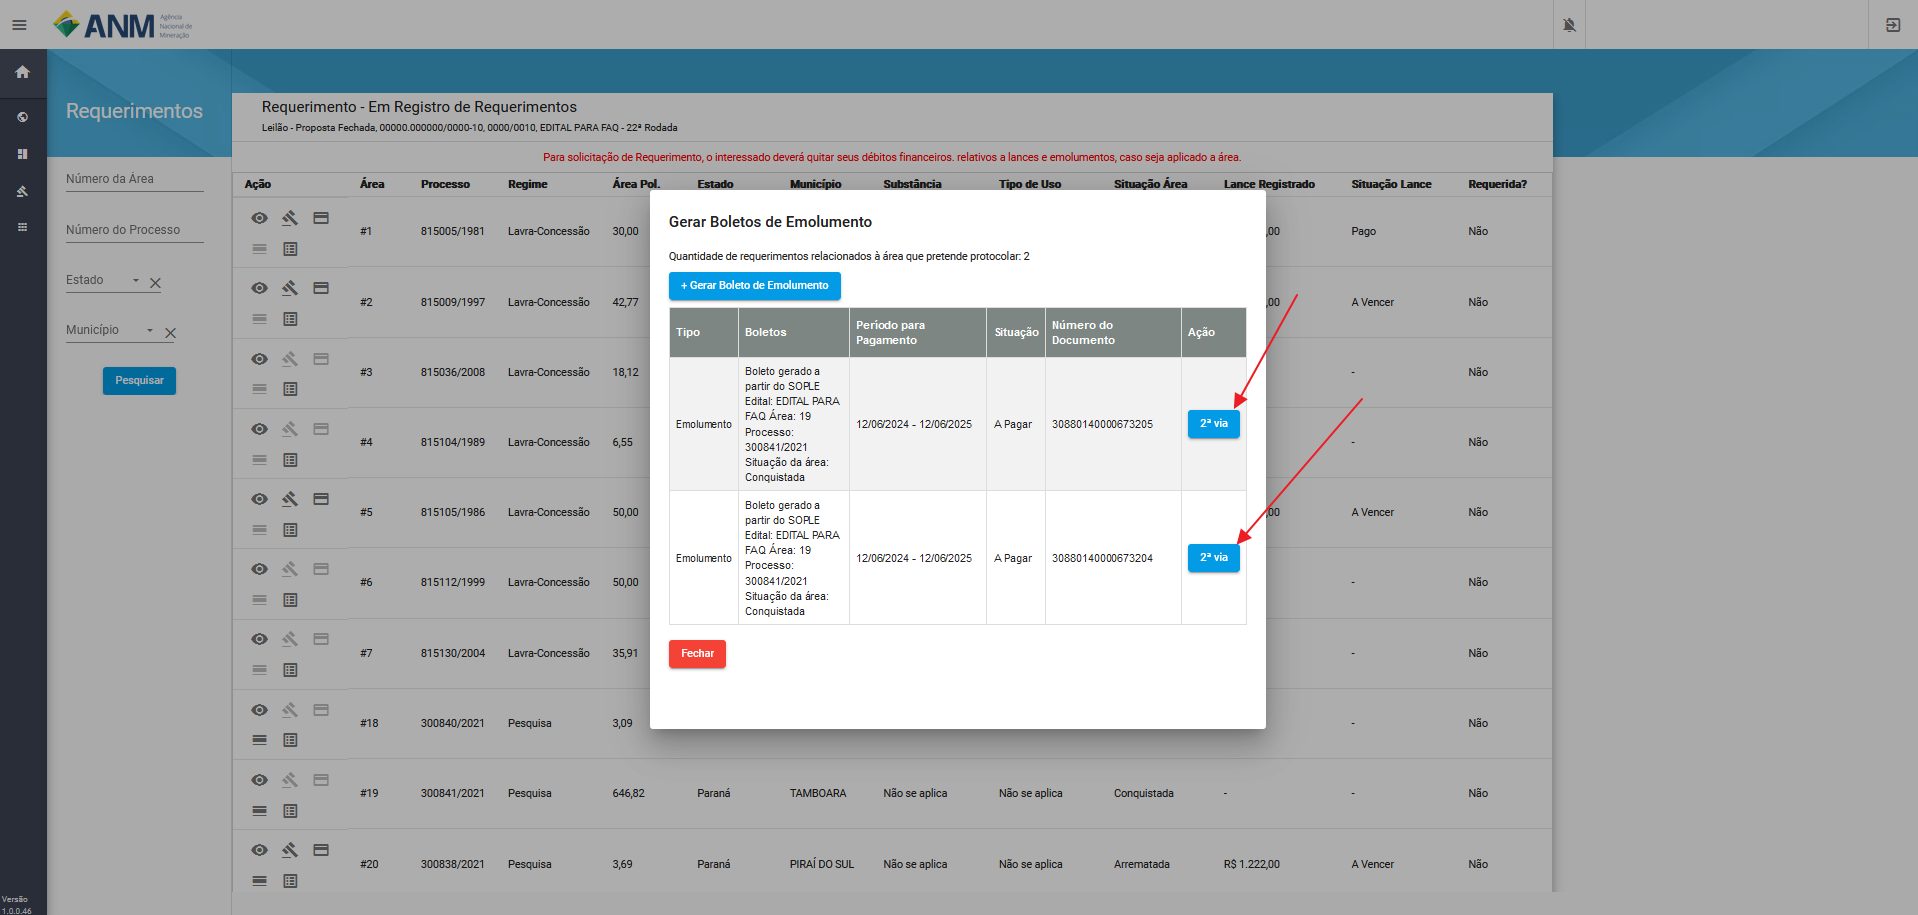 ANM
Agência
Nacional de
Mineração
Requerimentos
Número da Área
Número do Processo
Estado
Município
Pesquisar
Versão
1.0.0.46
Requerimento - Em Registro de Requerimentos
Leilão - Proposta Fechada, 00000.000000/0000-10, 0000/0010, EDITAL PARA FAQ - 22ª Rodada
Para solicitação de Requerimento, o interessado deverá quitar seus débitos financeiros. relativos a lances e emolumentos, caso seja aplicado a área.
Ação Área Processo Regime Área Pol. Estado Município Substância Tipo de Uso Situação Área Lance Registrado Situação Lance Requerida?
#1 815005/1981 Lavra-Concessão 30,00 ,00 Pago Não
#2 815009/1997 Lavra-Concessão 42,77 ,00 A Vencer Não
#3 815036/2008 Lavra-Concessão 18,12 - Não
#4 815104/1989 Lavra-Concessão 6,55 - Não
#5 815105/1986 Lavra-Concessão 50,00 ,00 A Vencer Não
#6 815112/1999 Lavra-Concessão 50,00 - Não
#7 815130/2004 Lavra-Concessão 35,91 - Não
#18 300840/2021 Pesquisa 3,09 - Não
#19 300841/2021 Pesquisa 646,82 Paraná TAMBOARA Não se aplica Não se aplica Conquistada - - Não
#20 300838/2021 Pesquisa 3,69 Paraná PIRAÍ DO SUL Não se aplica Não se aplica Arrematada R$ 1.222,00 A Vencer Não
Gerar Boletos de Emolumento
Quantidade de requerimentos relacionados à área que pretende protocolar: 2
+ Gerar Boleto de Emolumento
Tipo Boletos Período para Pagamento Situação Número do Documento Ação
Emolumento
Boleto gerado a
partir do SOPLE
Edital: EDITAL PARA
FAQ Área: 19
Processo:
300841/2021
Situação da área:
Conquistada
12/06/2024 - 12/06/2025 A Pagar 30880140000673205 2ª via
Emolumento
Boleto gerado a
partir do SOPLE
Edital: EDITAL PARA
FAQ Área: 19
Processo:
300841/2021
Situação da área:
Conquistada
12/06/2024 - 12/06/2025 A Pagar 30880140000673204 2ª via
Fechar